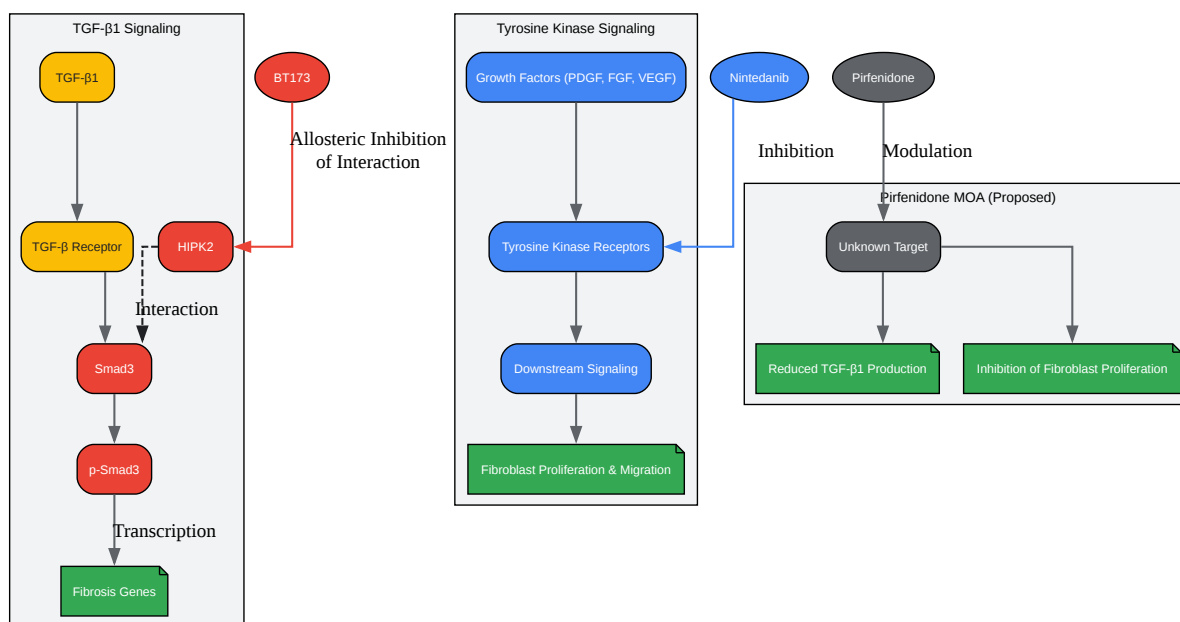 TGF-β1 Signaling
TGF-β1
BT173
Allosteric Inhibition
of Interaction
TGF-β Receptor
HIPK2
Interaction
Smad3
p-Smad3
Transcription
Fibrosis Genes
Tyrosine Kinase Signaling
Growth Factors (PDGF, FGF, VEGF)
Nintedanib
Inhibition
Tyrosine Kinase Receptors
Downstream Signaling
Fibroblast Proliferation & Migration
Pirfenidone
Modulation
Pirfenidone MOA (Proposed)
Unknown Target
Reduced TGF-β1 Production
Inhibition of Fibroblast Proliferation